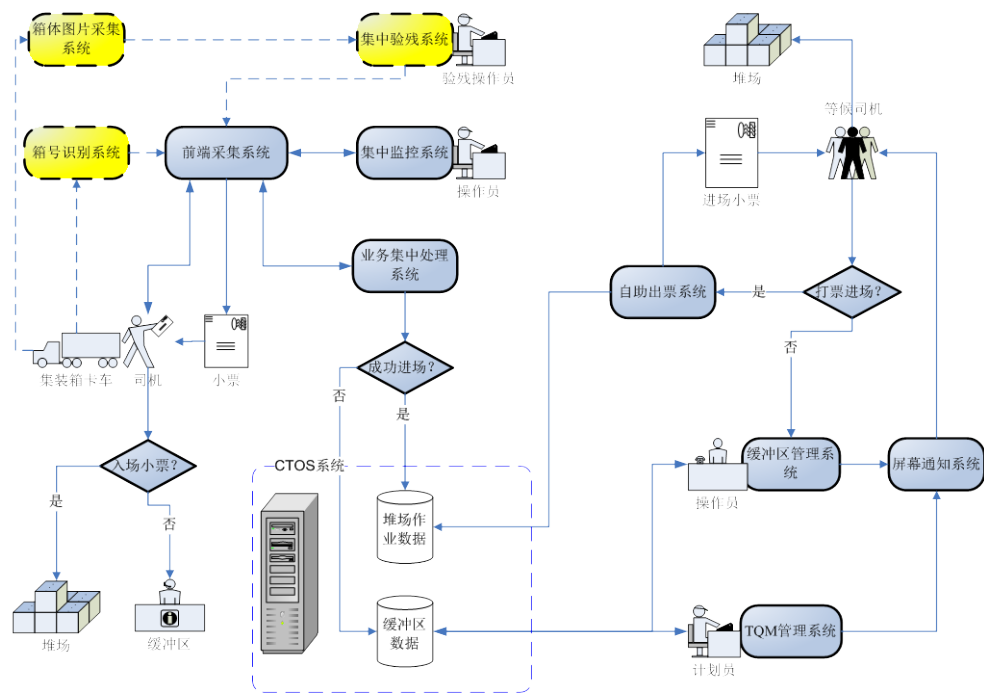 箱体图片采集
系统
集中验残系统
验残操作员
堆场
等候司机
箱号识别系统
前端采集系统
集中监控系统
操作员
进场小票
业务集中处理
系统
自助出票系统
是
打票进场?
否
集装箱卡车
司机
小票
成功进场?
否
是
入场小票?
是
否
CTOS系统
堆场作
业数据
缓冲区管理系
统
操作员
屏幕通知系统
堆场
缓冲区
缓冲区
数据
TQM管理系统
计划员